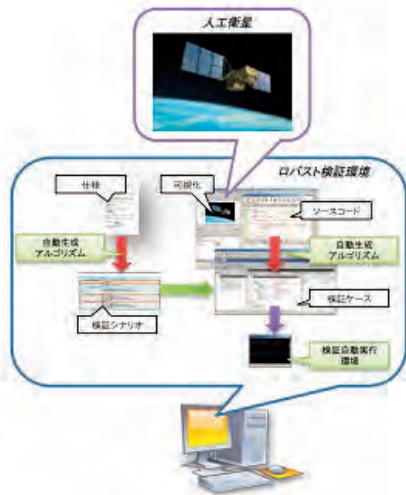 人工衛星
ロバスト検証環境
仕様
可視化
ソースコード
自動生成
アルゴリズム
自動生成
アルゴリズム
検証シナリオ
検証ケース
検証自動実行
環境